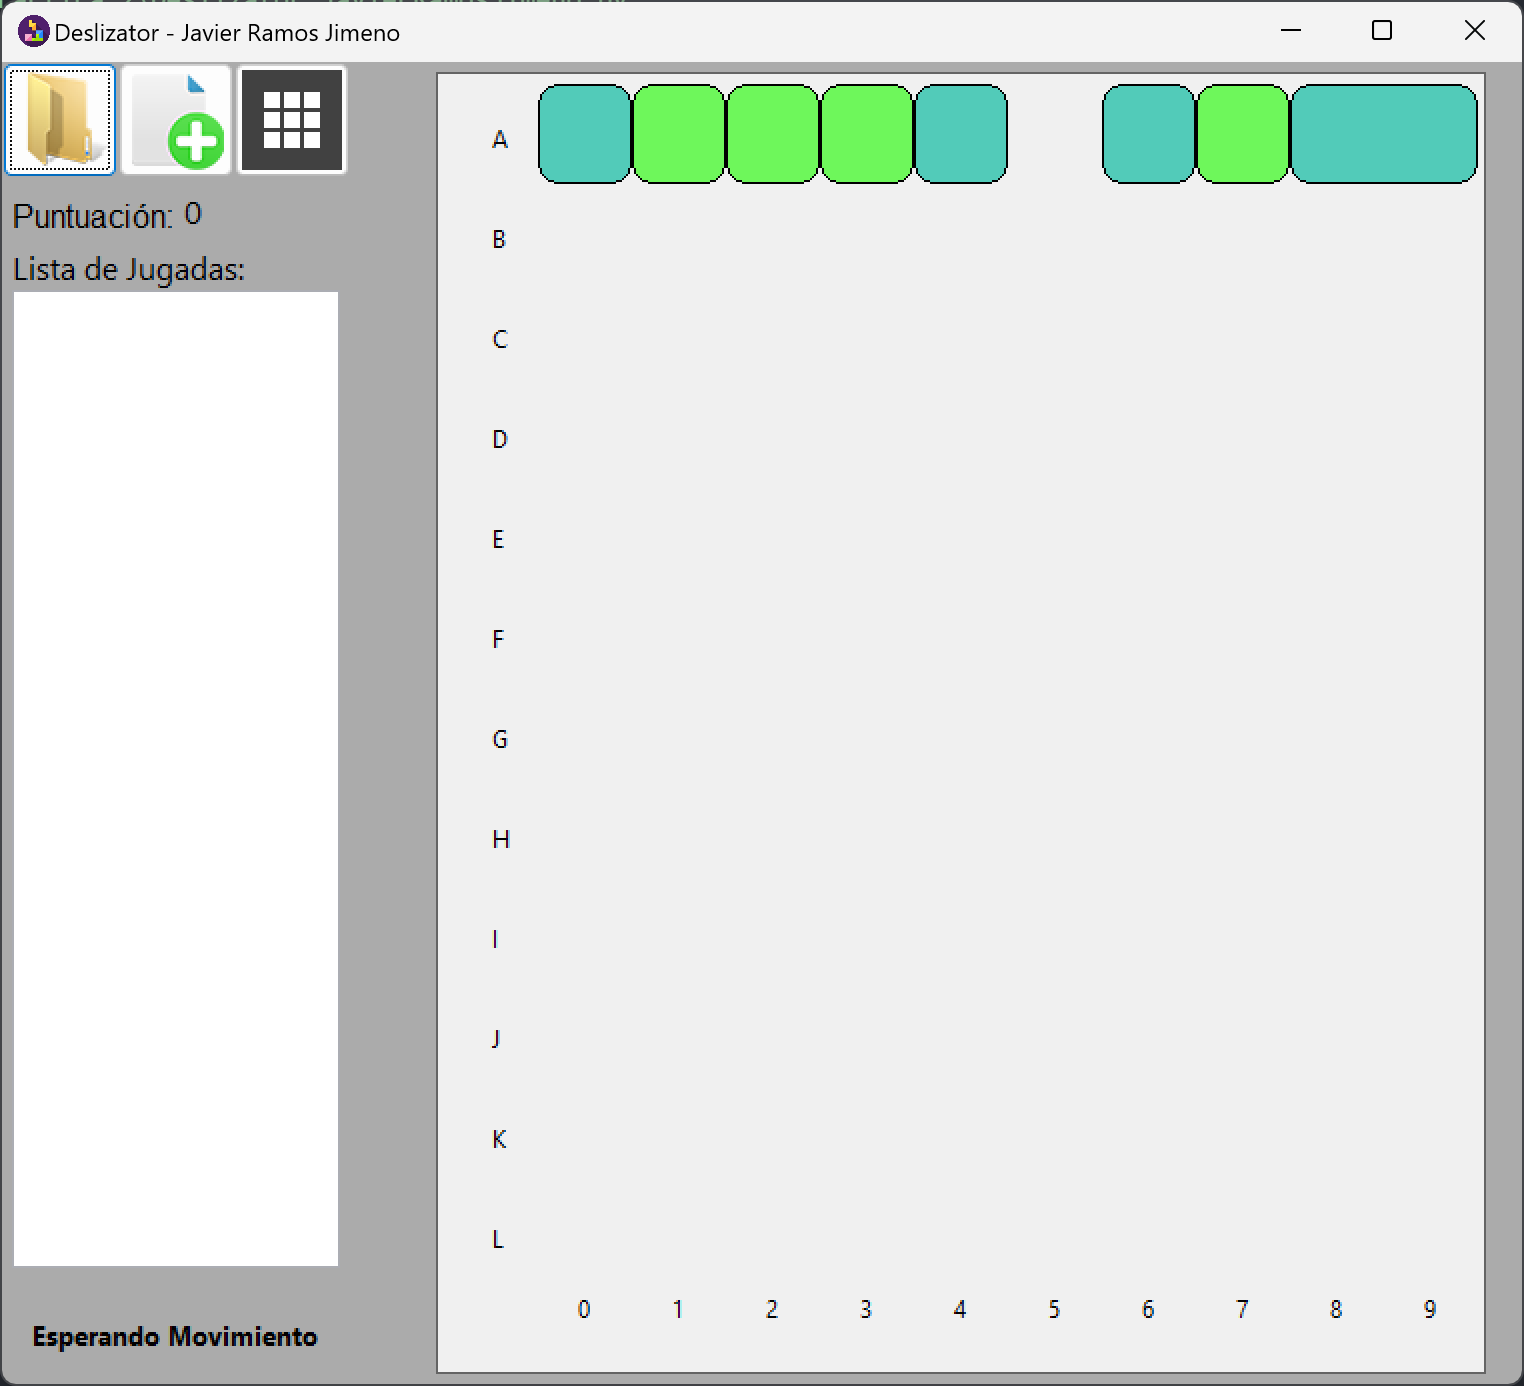 Deslizator - Javier Ramos Jimeno
Puntuación: 0
Lista de Jugadas:
Esperando Movimiento
A
B
C
D
E
F
G
H
I
J
K
L
0 1 2 3 4 5 6 7 8 9